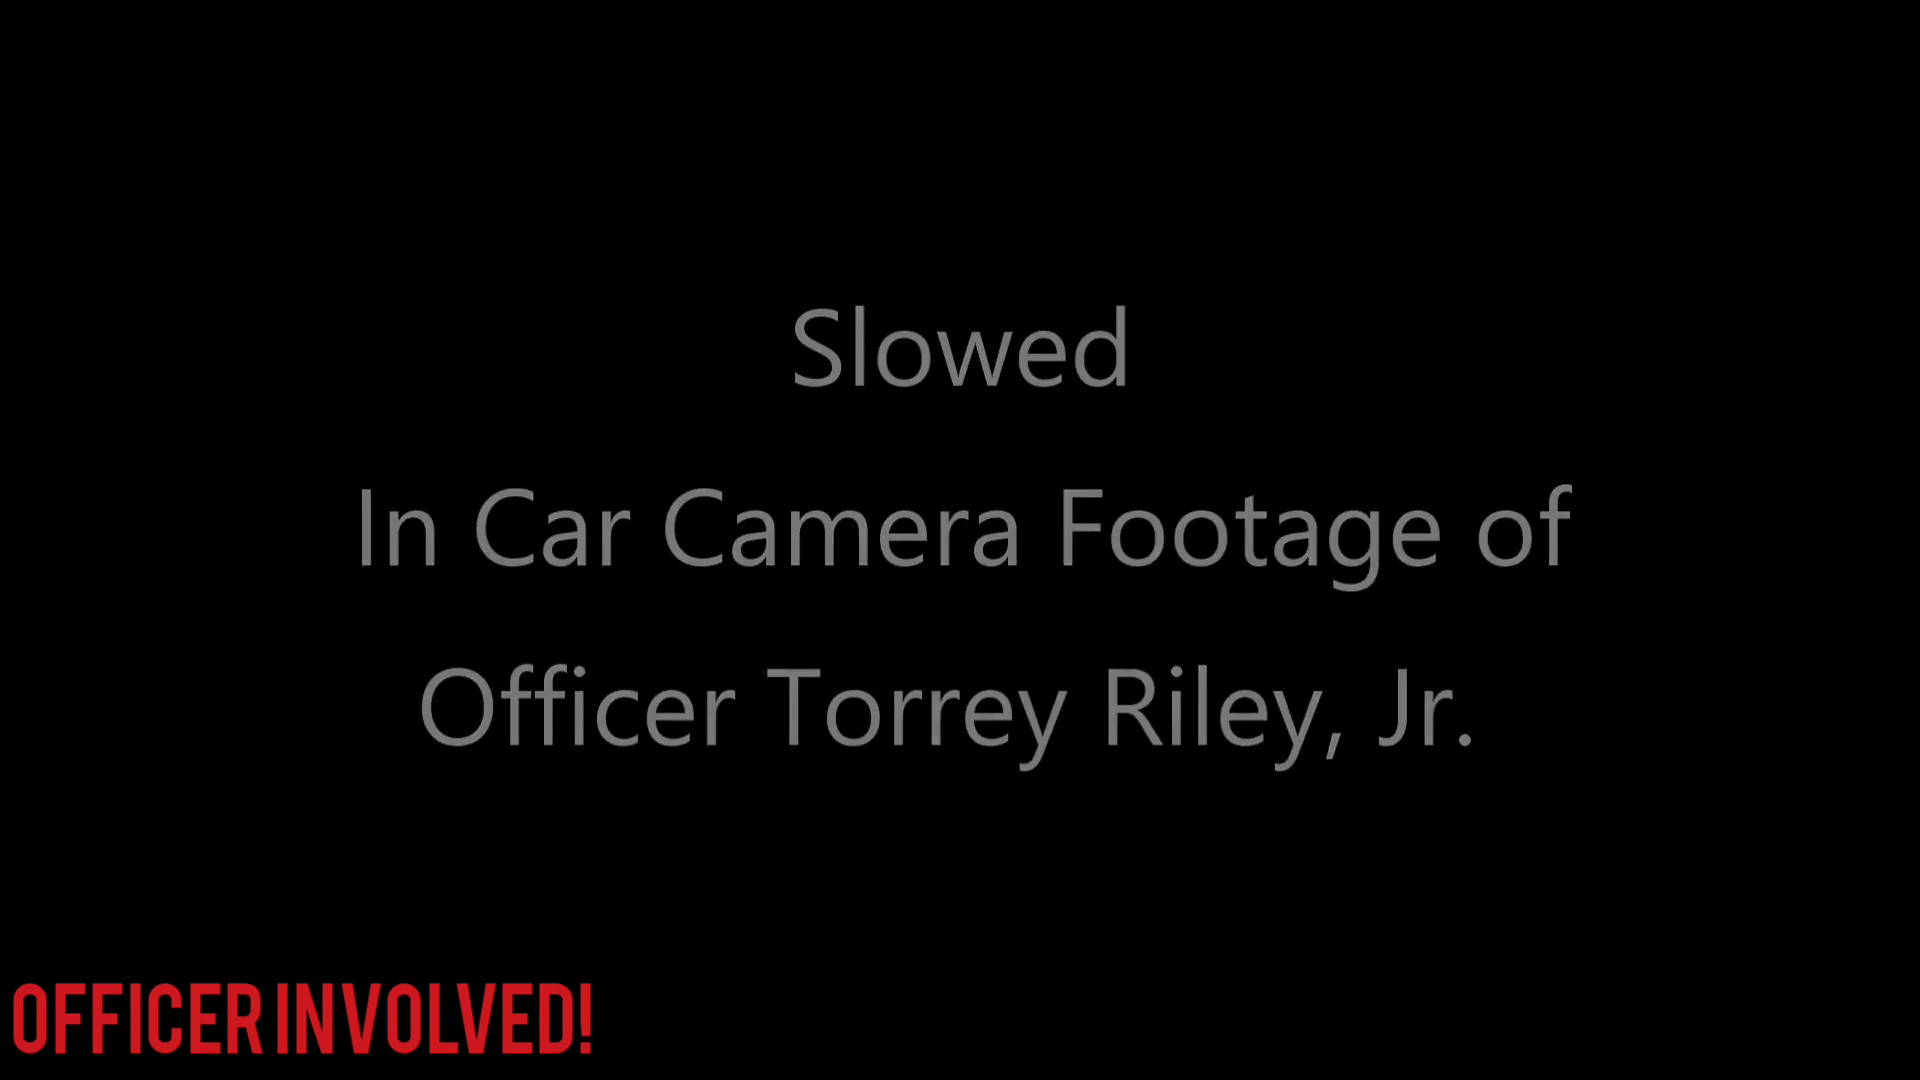 Slowed
In Car Camera Footage of
Officer Torrey Riley, Jr.
OFFICER INVOLVED!